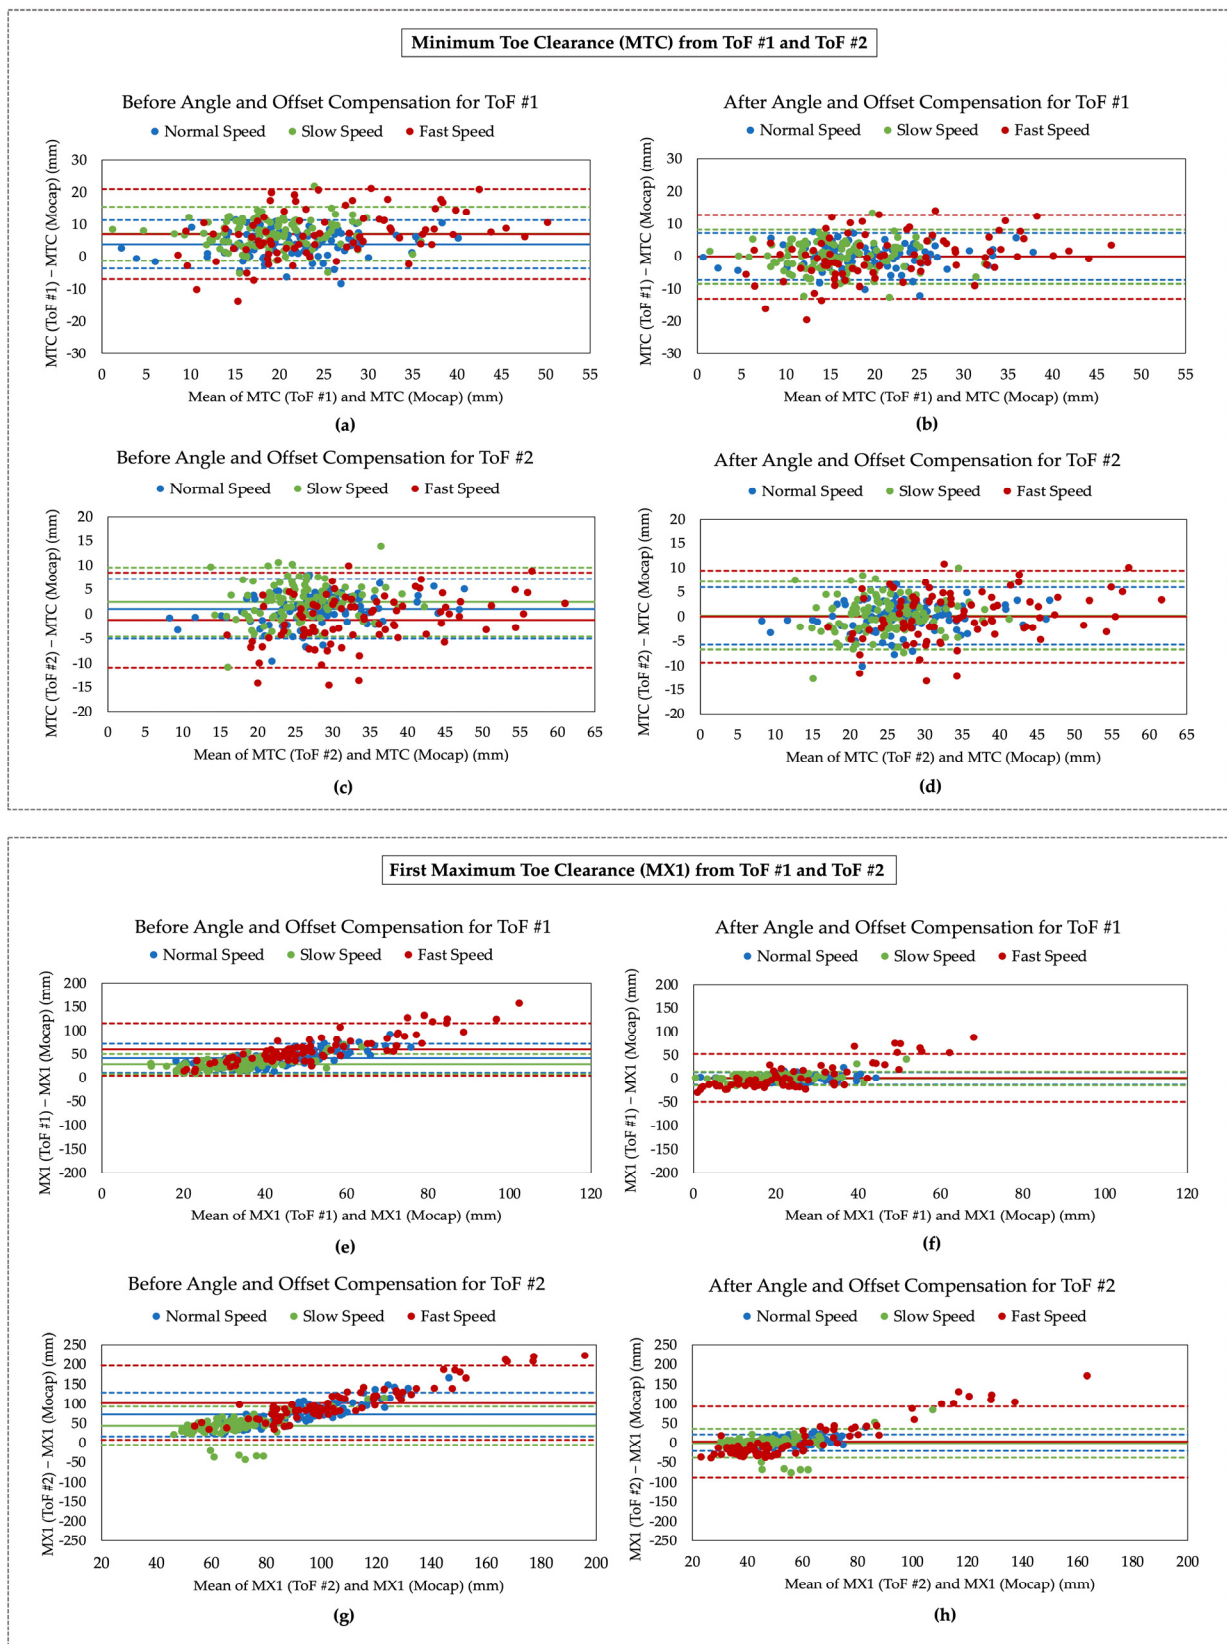 Minimum Toe Clearance (MTC) from ToF #1 and ToF #2
Before Angle and Offset Compensation for ToF #1
Normal Speed Slow Speed Fast Speed
MTC (ToF #1) – MTC (Mocap) (mm)
30
20
10
0
-10
-20
-30
0 5 10 15 20 25 30 35 40 45 50 55
Mean of MTC (ToF #1) and MTC (Mocap) (mm)
(a)
After Angle and Offset Compensation for ToF #1
Normal Speed Slow Speed Fast Speed
MTC (ToF #1) – MTC (Mocap) (mm)
30
20
10
0
-10
-20
-30
0 5 10 15 20 25 30 35 40 45 50 55
Mean of MTC (ToF #1) and MTC (Mocap) (mm)
(b)
Before Angle and Offset Compensation for ToF #2
Normal Speed Slow Speed Fast Speed
MTC (ToF #2) – MTC (Mocap) (mm)
20
15
10
5
0
-5
-10
-15
-20
0 5 10 15 20 25 30 35 40 45 50 55 60 65
Mean of MTC (ToF #2) and MTC (Mocap) (mm)
(c)
After Angle and Offset Compensation for ToF #2
Normal Speed Slow Speed Fast Speed
MTC (ToF #2) – MTC (Mocap) (mm)
20
15
10
5
0
-5
-10
-15
-20
0 5 10 15 20 25 30 35 40 45 50 55 60 65
Mean of MTC (ToF #2) and MTC (Mocap) (mm)
(d)
First Maximum Toe Clearance (MX1) from ToF #1 and ToF #2
Before Angle and Offset Compensation for ToF #1
Normal Speed Slow Speed Fast Speed
MX1 (ToF #1) – MX1 (Mocap) (mm)
200
150
100
50
0
-50
-100
-150
-200
0 20 40 60 80 100 120
Mean of MX1 (ToF #1) and MX1 (Mocap) (mm)
(e)
After Angle and Offset Compensation for ToF #1
Normal Speed Slow Speed Fast Speed
MX1 (ToF #1) – MX1 (Mocap) (mm)
200
150
100
50
0
-50
-100
-150
-200
0 20 40 60 80 100 120
Mean of MX1 (ToF #1) and MX1 (Mocap) (mm)
(f)
Before Angle and Offset Compensation for ToF #2
Normal Speed Slow Speed Fast Speed
MX1 (ToF #2) – MX1 (Mocap) (mm)
250
200
150
100
50
0
-50
-100
-150
-200
-250
20 40 60 80 100 120 140 160 180 200
Mean of MX1 (ToF #2) and MX1 (Mocap) (mm)
(g)
After Angle and Offset Compensation for ToF #2
Normal Speed Slow Speed Fast Speed
MX1 (ToF #2) – MX1 (Mocap) (mm)
250
200
150
100
50
0
-50
-100
-150
-200
-250
20 40 60 80 100 120 140 160 180 200
Mean of MX1 (ToF #2) and MX1 (Mocap) (mm)
(h)